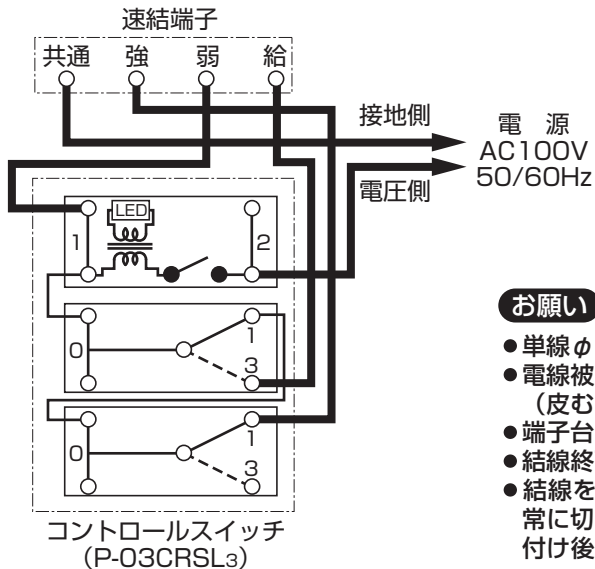 速結端子
共通 強 弱 給
接地側
電 源
AC100V
50/60Hz
電圧側
LED
1 2
0 1
3
0 1
3
コントロールスイッチ
(P-03CRSL3)
お願い
●単線φ
●電線被
(皮む
●端子台
●結線終
●結線を
常に切
付け後